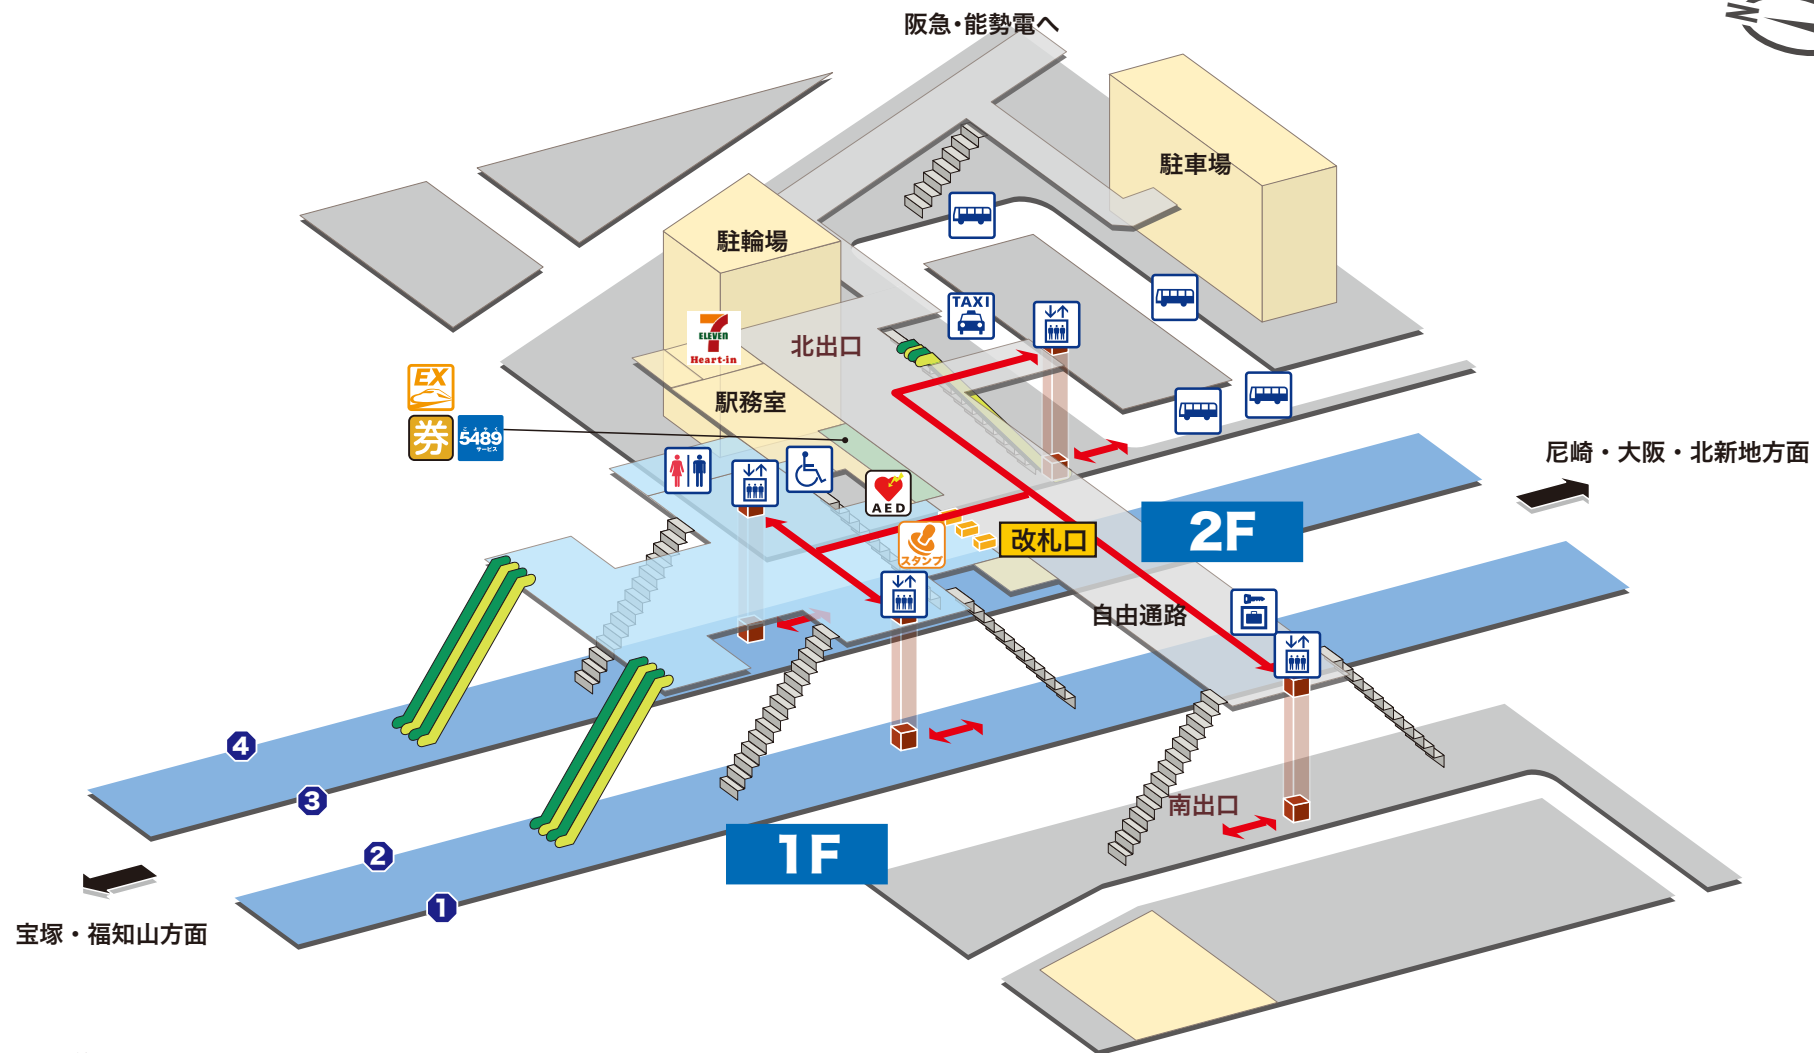 阪急・能勢電へ
N
駐車場
駐輪場
TAXI
7
ELEVEN
Heart-in
北出口
EX
駅務室
券
5489
サービス
尼崎・大阪・北新地方面
AED
2F
改札口
スタンプ
自由通路
4
3
南出口
2
1F
1
宝塚・福知山方面